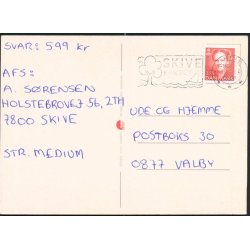 SVAR: 599 kr
AFS:
A. SØRENSEN
HOLSTEBROVEJ 56, 2TH
7800 SKIVE
STR. MEDIUM
SKIVE
UDE OG HJEMME
POSTBOKS 30
0877 VALBY